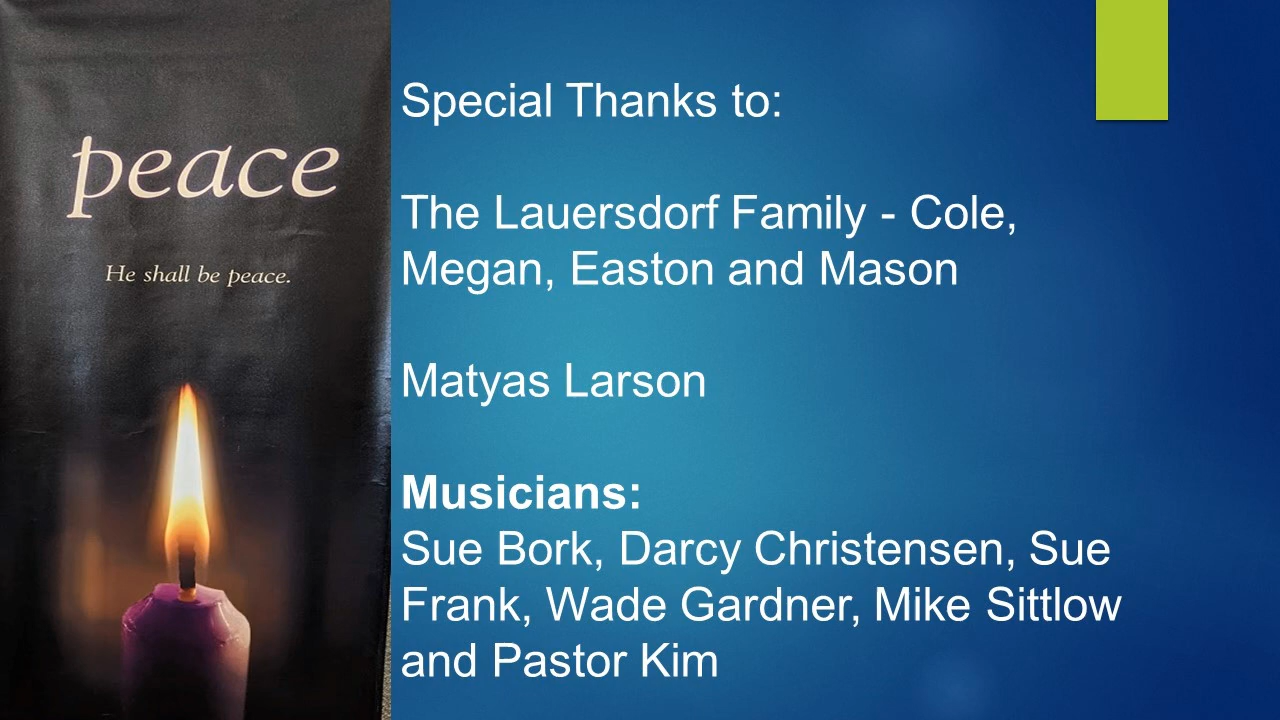 peace
He shall be peace.
Special Thanks to:
The Lauersdorf Family - Cole,
Megan, Easton and Mason
Matyas Larson
Musicians:
Sue Bork, Darcy Christensen, Sue
Frank, Wade Gardner, Mike Sittlow
and Pastor Kim